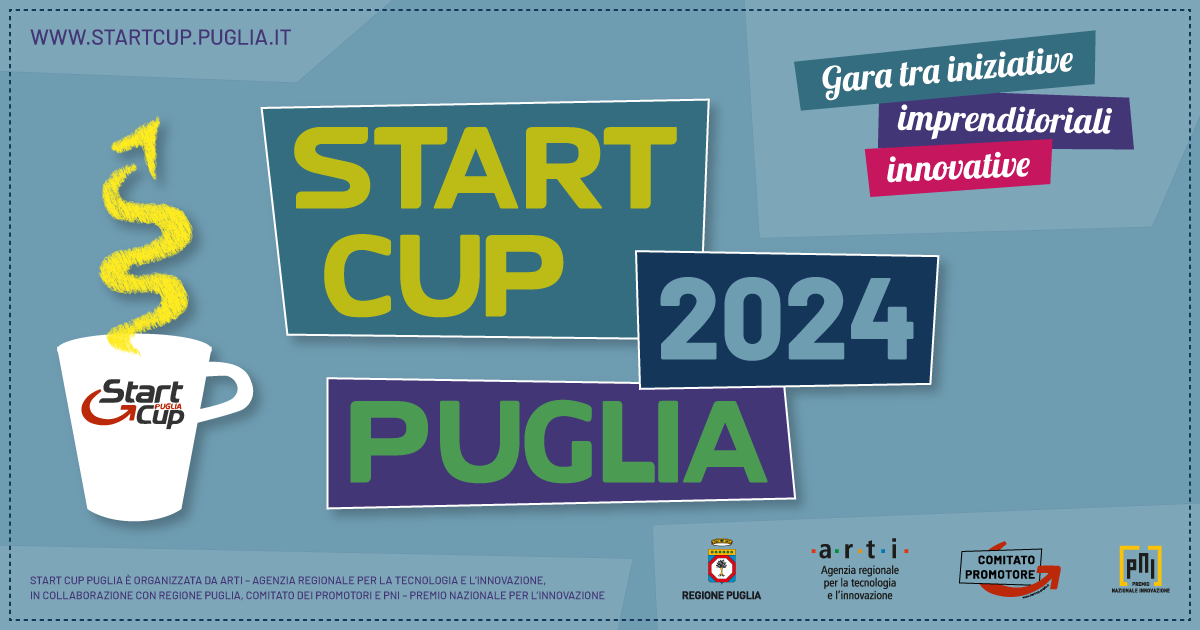 WWW.STARTCUP.PUGLIA.IT
Gara tra iniziative
imprenditoriali
innovative
START
CUP
2024
PUGLIA
Start
PUGLIA
Cup
START CUP PUGLIA È ORGANIZZATA DA ARTI – AGENZIA REGIONALE PER LA TECNOLOGIA E L'INNOVAZIONE,
IN COLLABORAZIONE CON REGIONE PUGLIA, COMITATO DEI PROMOTORI E PNI – PREMIO NAZIONALE PER L'INNOVAZIONE
REGIONE PUGLIA
·a·r·t·i·
Agenzia regionale
per la tecnologia
e l'innovazione
COMITATO
PROMOTORE
PNI
PREMIO
NAZIONALE INNOVAZIONE